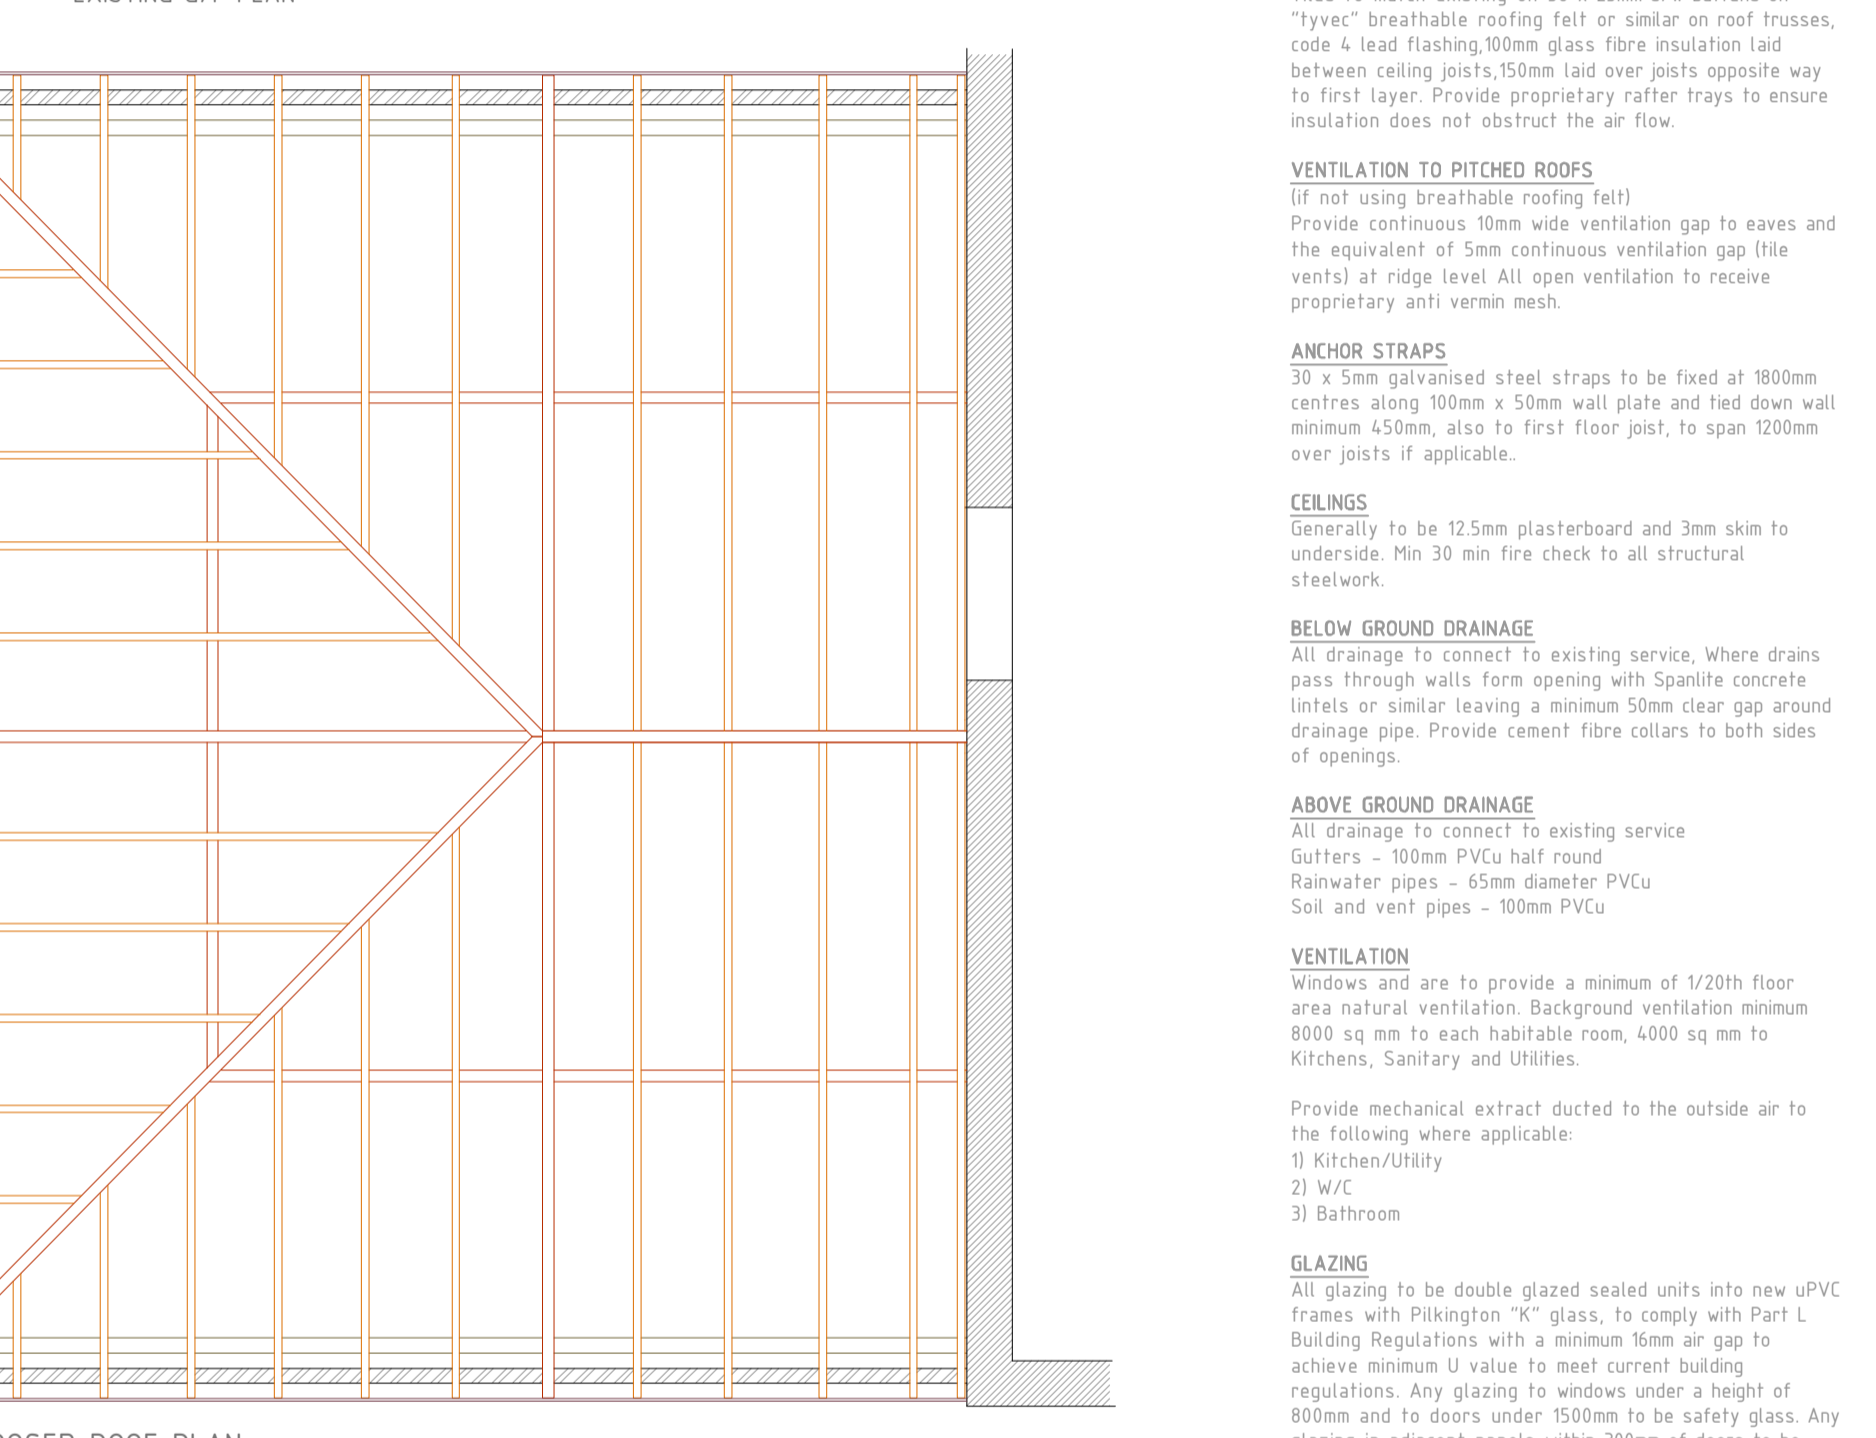 EXISTING GA PLAN
"tyvec" breathable roofing felt or similar on roof trusses,
code 4 lead flashing,100mm glass fibre insulation laid
between ceiling joists,150mm laid over joists opposite way
to first layer. Provide proprietary rafter trays to ensure
insulation does not obstruct the air flow.
VENTILATION TO PITCHED ROOFS
(if not using breathable roofing felt)
Provide continuous 10mm wide ventilation gap to eaves and
the equivalent of 5mm continuous ventilation gap (tile
vents) at ridge level All open ventilation to receive
proprietary anti vermin mesh.
ANCHOR STRAPS
30 x 5mm galvanised steel straps to be fixed at 1800mm
centres along 100mm x 50mm wall plate and tied down wall
minimum 450mm, also to first floor joist, to span 1200mm
over joists if applicable..
CEILINGS
Generally to be 12.5mm plasterboard and 3mm skim to
underside. Min 30 min fire check to all structural
steelwork.
BELOW GROUND DRAINAGE
All drainage to connect to existing service, Where drains
pass through walls form opening with Spanlite concrete
lintels or similar leaving a minimum 50mm clear gap around
drainage pipe. Provide cement fibre collars to both sides
of openings.
ABOVE GROUND DRAINAGE
All drainage to connect to existing service
Gutters - 100mm PVCu half round
Rainwater pipes - 65mm diameter PVCu
Soil and vent pipes - 100mm PVCu
VENTILATION
Windows and are to provide a minimum of 1/20th floor
area natural ventilation. Background ventilation minimum
8000 sq mm to each habitable room, 4000 sq mm to
Kitchens, Sanitary and Utilities.
Provide mechanical extract ducted to the outside air to
the following where applicable:
1) Kitchen/Utility
2) W/C
3) Bathroom
GLAZING
All glazing to be double glazed sealed units into new uPVC
frames with Pilkington "K" glass, to comply with Part L
Building Regulations with a minimum 16mm air gap to
achieve minimum U value to meet current building
regulations. Any glazing to windows under a height of
800mm and to doors under 1500mm to be safety glass. Any
ROOF PLAN